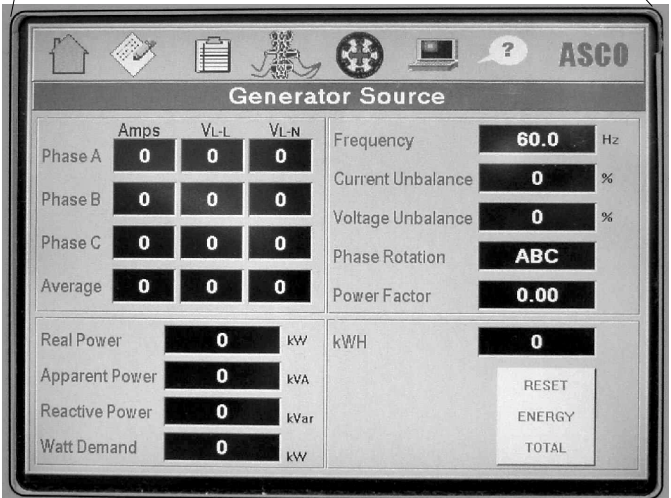 ?
ASCO
Generator Source
Amps VL-L VL-N
Phase A 0 0 0
Phase B 0 0 0
Phase C 0 0 0
Average 0 0 0
Frequency 60.0 Hz
Current Unbalance 0 %
Voltage Unbalance 0 %
Phase Rotation ABC
Power Factor 0.00
Real Power 0 kW
Apparent Power 0 kVA
Reactive Power 0 kVar
Watt Demand 0 kW
kWH 0
RESET
ENERGY
TOTAL